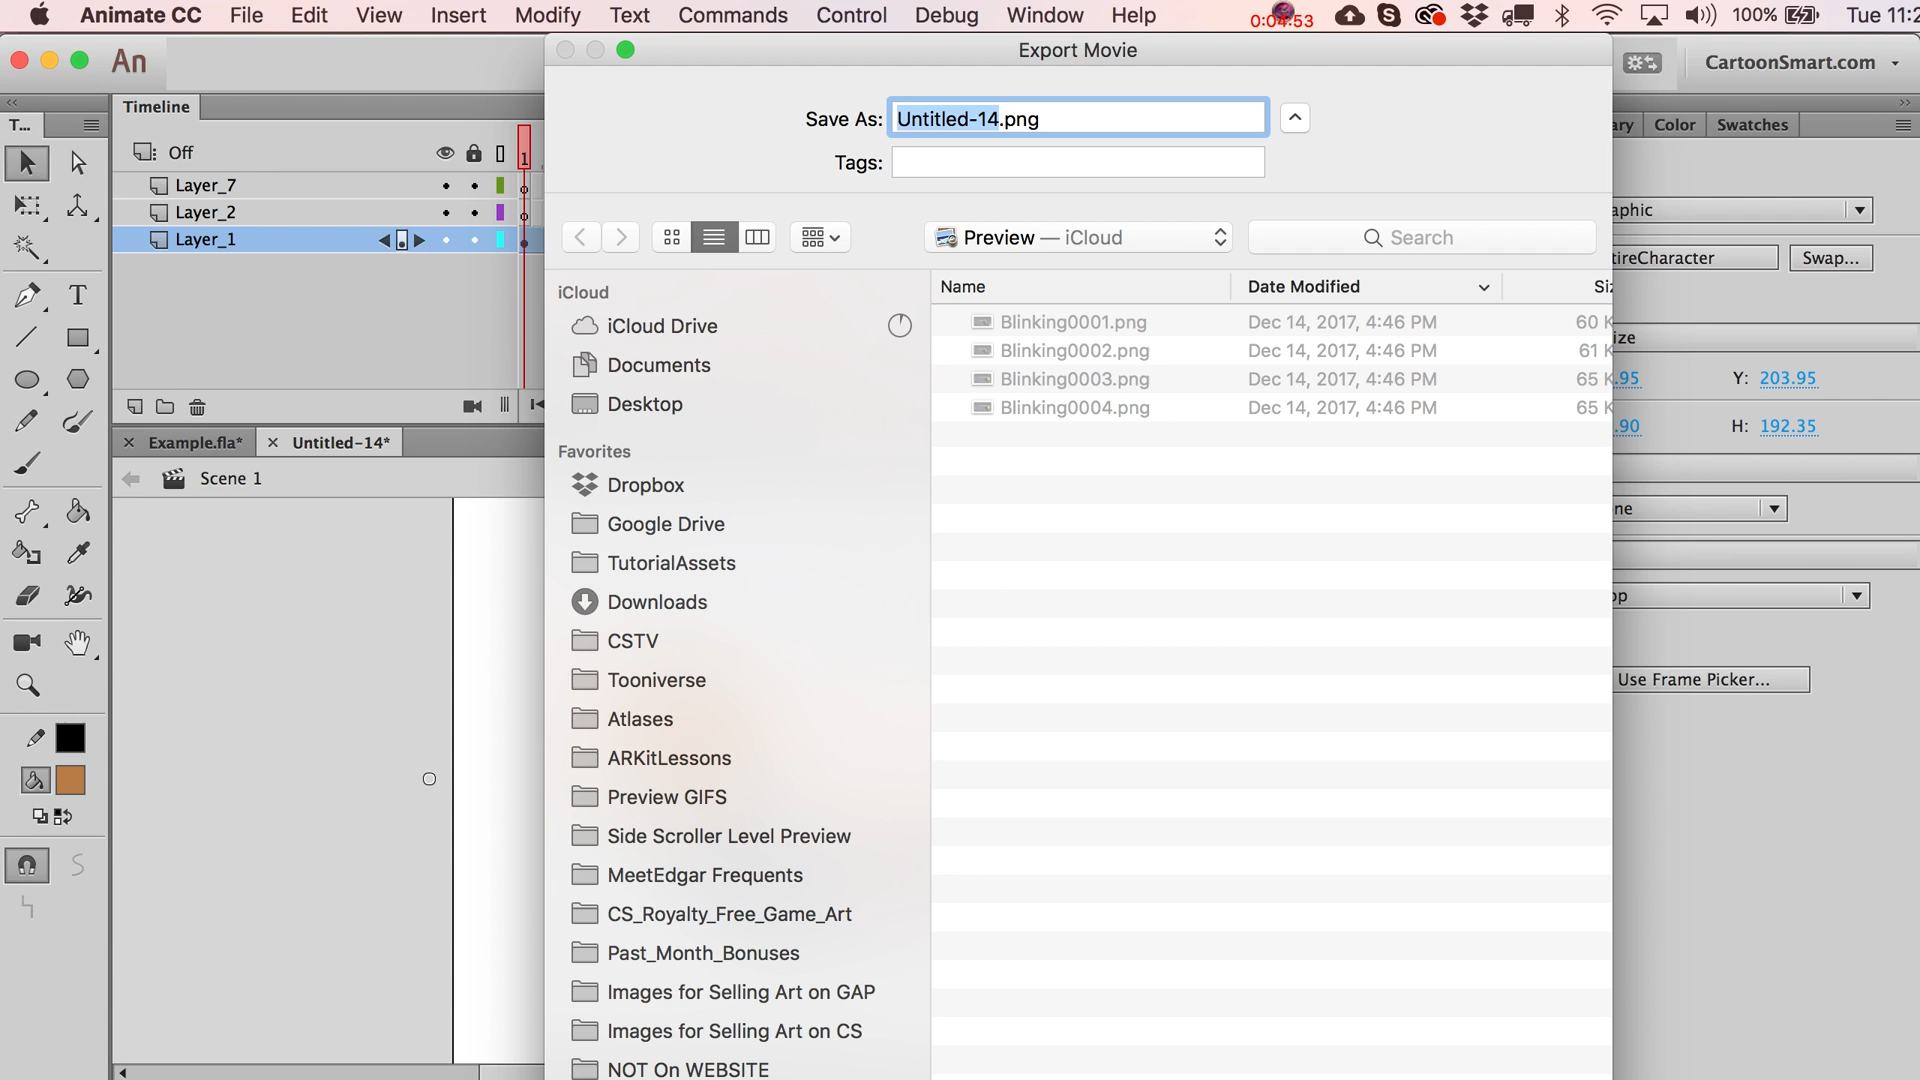 Animate CC File Edit View Insert Modify Text Commands Control Debug Window Help 0:04:53 100% Tue 11:2
An Export Movie CartoonSmart.com
Save As: Untitled-14.png
Tags:
T... Timeline ary Color Swatches
Off 1
Layer_7
Layer_2
Layer_1
Preview — iCloud Search
aphic
tireCharacter Swap...
iCloud
iCloud Drive
Documents
Desktop
Favorites
Dropbox
Google Drive
TutorialAssets
Downloads
CSTV
Tooniverse
Atlases
ARKitLessons
Preview GIFS
Side Scroller Level Preview
MeetEdgar Frequents
CS_Royalty_Free_Game_Art
Past_Month_Bonuses
Images for Selling Art on GAP
Images for Selling Art on CS
NOT On WEBSITE
Name Date Modified Siz
Blinking0001.png Dec 14, 2017, 4:46 PM 60 K
Blinking0002.png Dec 14, 2017, 4:46 PM 61 K
Blinking0003.png Dec 14, 2017, 4:46 PM 65 K
Blinking0004.png Dec 14, 2017, 4:46 PM 65 K
ize
.95 Y: 203.95
.90 H: 192.35
ne
op
Use Frame Picker...
Example.fla* Untitled-14*
Scene 1
T